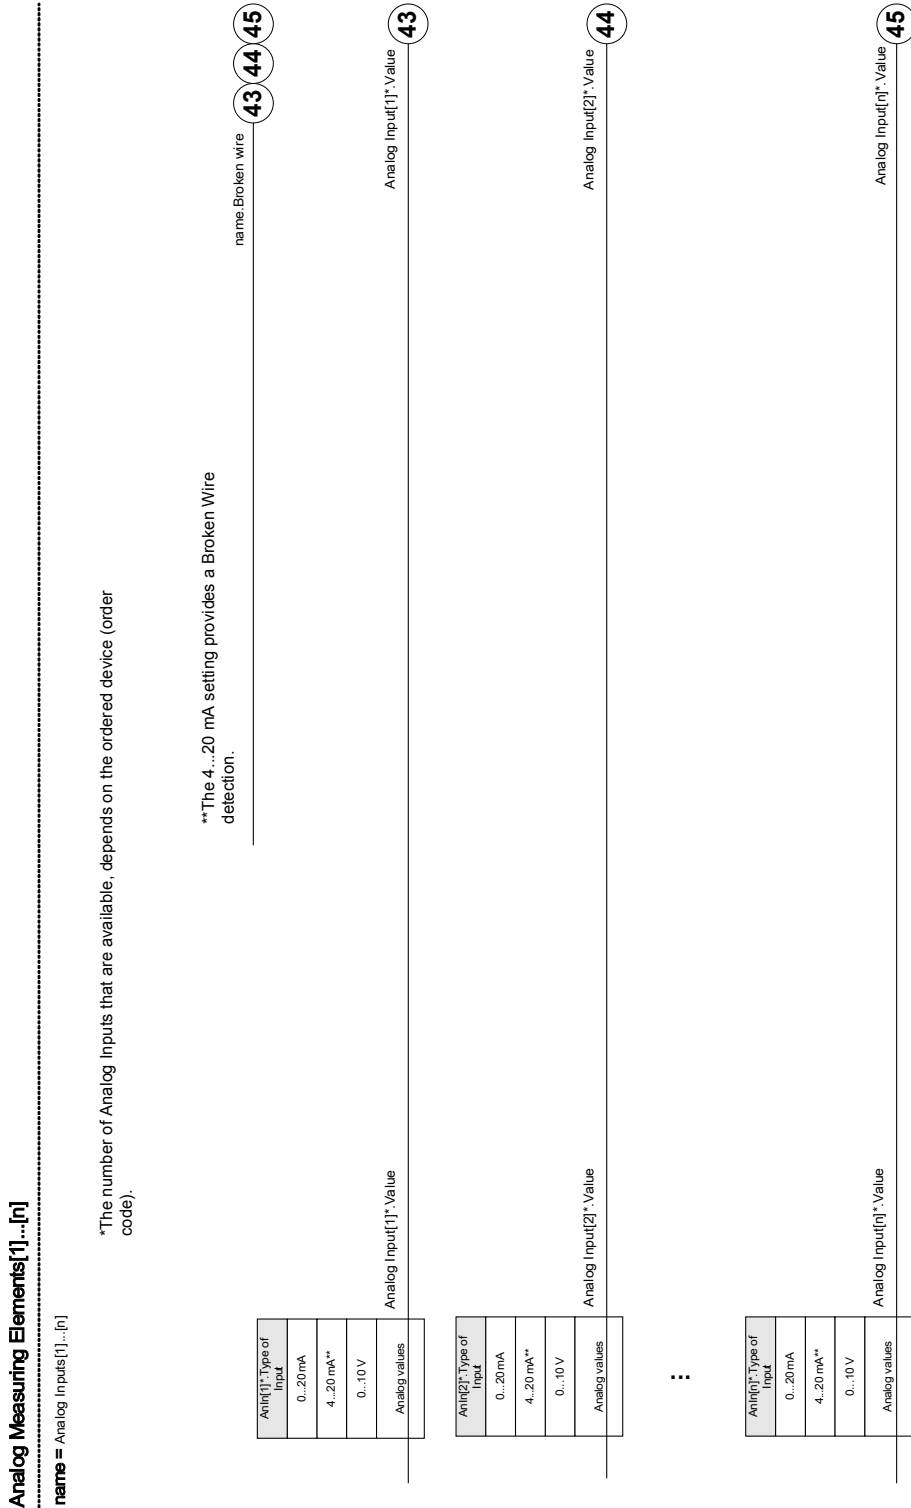 Analog Measuring Elements[1]...[n]
name = Analog Inputs[1]...[n]
*The number of Analog Inputs that are available, depends on the ordered device (order
code).
**The 4...20 mA setting provides a Broken Wire
detection.
name.Broken wire
43 44 45
AnIn[1]*.Type of
Input
0...20 mA
4...20 mA**
0...10 V
Analog values
Analog Input[1]*.Value
Analog Input[1]*.Value
43
AnIn[2]*.Type of
Input
0...20 mA
4...20 mA**
0...10 V
Analog values
Analog Input[2]*.Value
Analog Input[2]*.Value
44
...
AnIn[n]*.Type of
Input
0...20 mA
4...20 mA**
0...10 V
Analog values
Analog Input[n]*.Value
Analog Input[n]*.Value
45